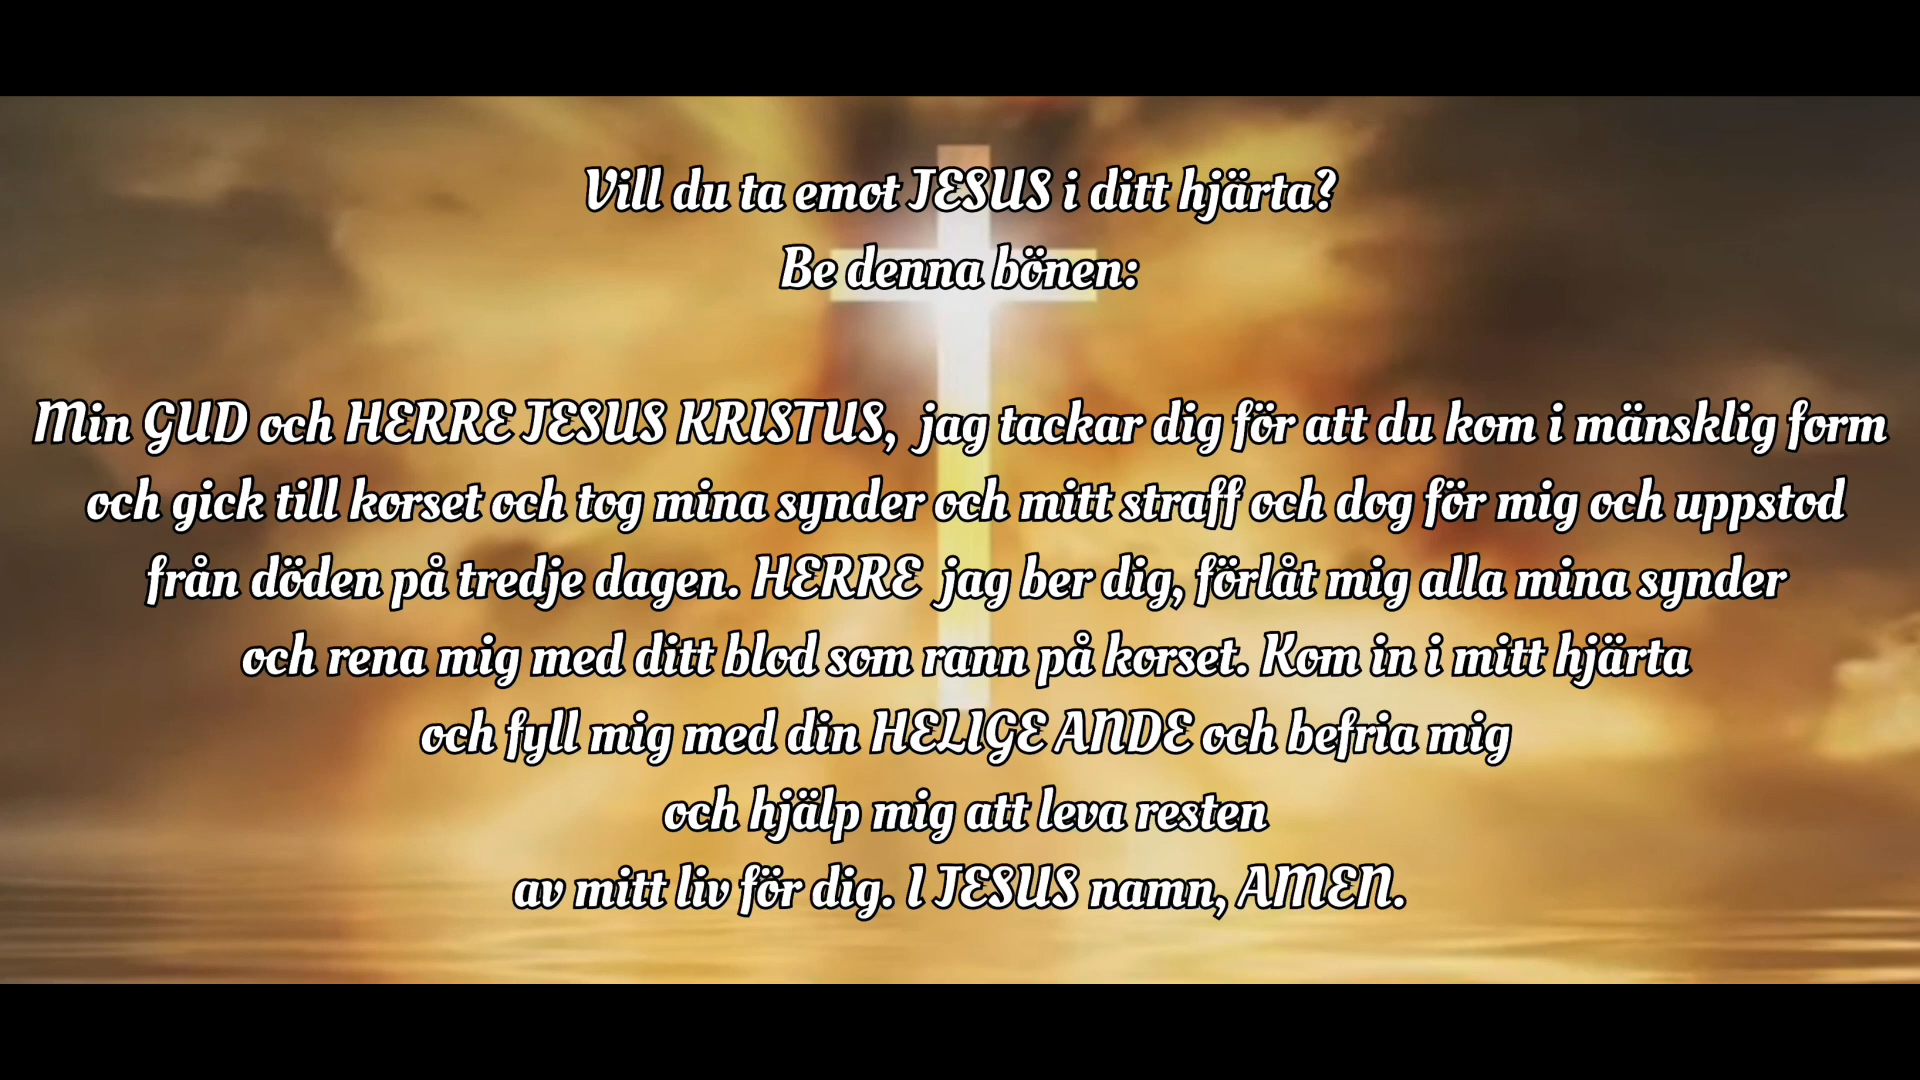 Vill du ta emot JESUS i ditt hjärta?
Be denna bönen:
Min GUD och HERRE JESUS KRISTUS, jag tackar dig för att du kom i mänsklig form
och gick till korset och tog mina synder och mitt straff och dog för mig och uppstod
från döden på tredje dagen. HERRE jag ber dig, förlåt mig alla mina synder
och rena mig med ditt blod som rann på korset. Kom in i mitt hjärta
och fyll mig med din HELIGE ANDE och befria mig
och hjälp mig att leva resten
av mitt liv för dig. I JESUS namn, AMEN.